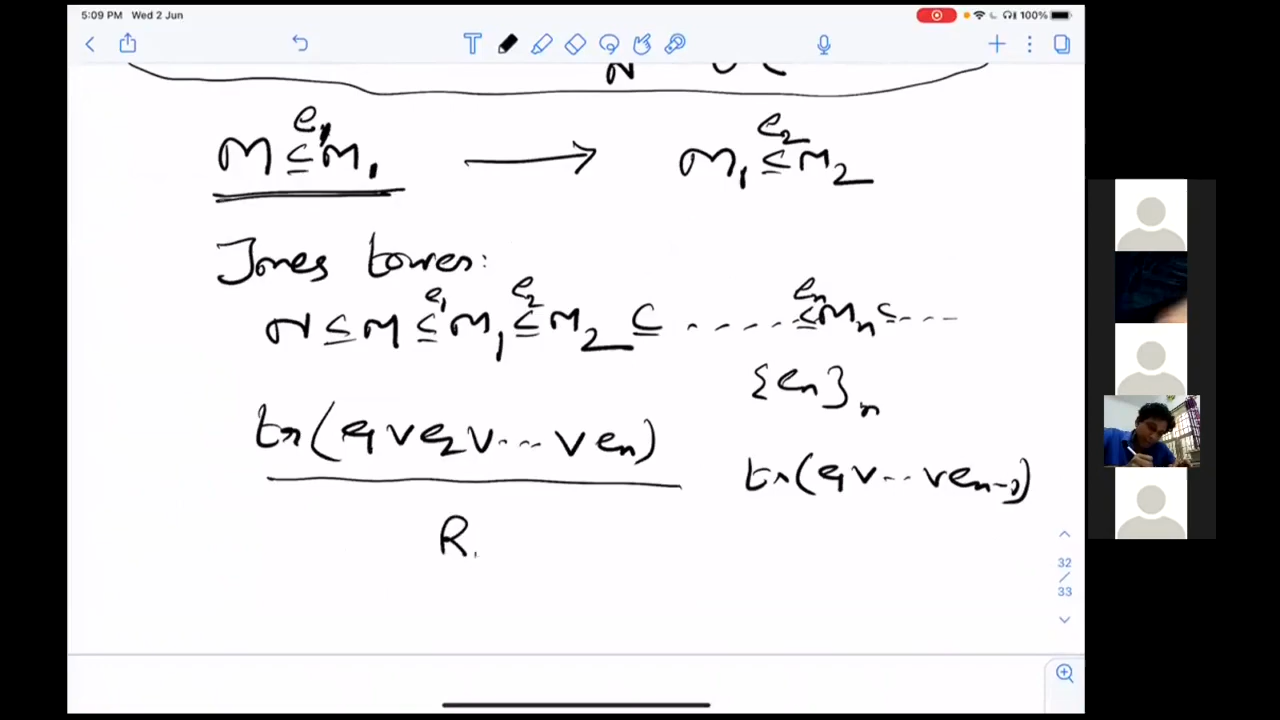 5:09 PM Wed 2 Jun
100%
N
e₁ e₂
M ⊆ M₁ ⟶ M₁ ⊆ M₂
Jones tower:
e₁ e₂ eₙ
N ⊆ M ⊆ M₁ ⊆ M₂ ⊆ ..... ⊆ Mₙ ⊆ ...
{eₙ}ₙ
tr(e₁ ∨ e₂ ∨ ... ∨ eₙ)
tr(e₁ ∨ ... ∨ eₙ₋₁)
R.
32
/
33